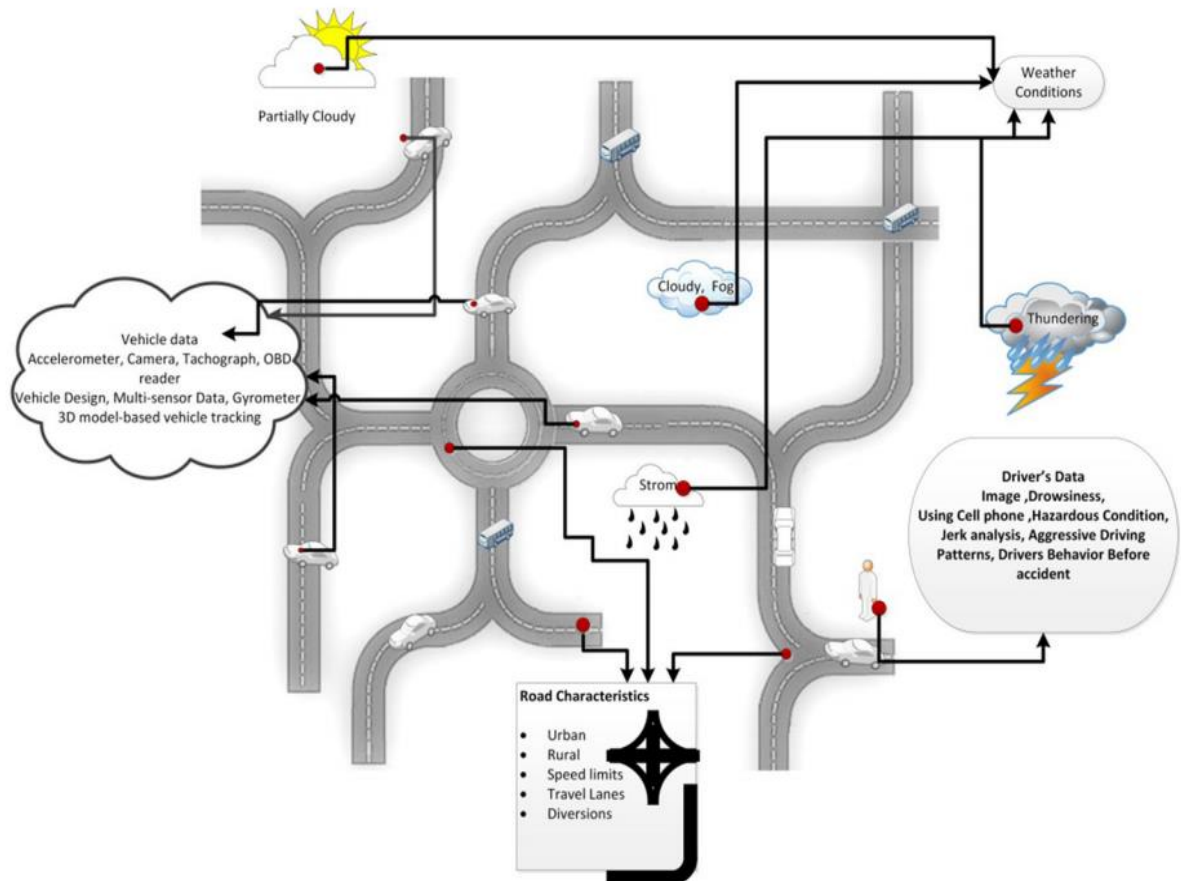 Partially Cloudy
Weather
Conditions
Cloudy, Fog
Thundering
Vehicle data
Accelerometer, Camera, Tachograph, OBD
reader
Vehicle Design, Multi-sensor Data, Gyrometer
3D model-based vehicle tracking
Strom
Driver's Data
Image ,Drowsiness,
Using Cell phone ,Hazardous Condition,
Jerk analysis, Aggressive Driving
Patterns, Drivers Behavior Before
accident
Road Characteristics
• Urban
• Rural
• Speed limits
• Travel Lanes
• Diversions